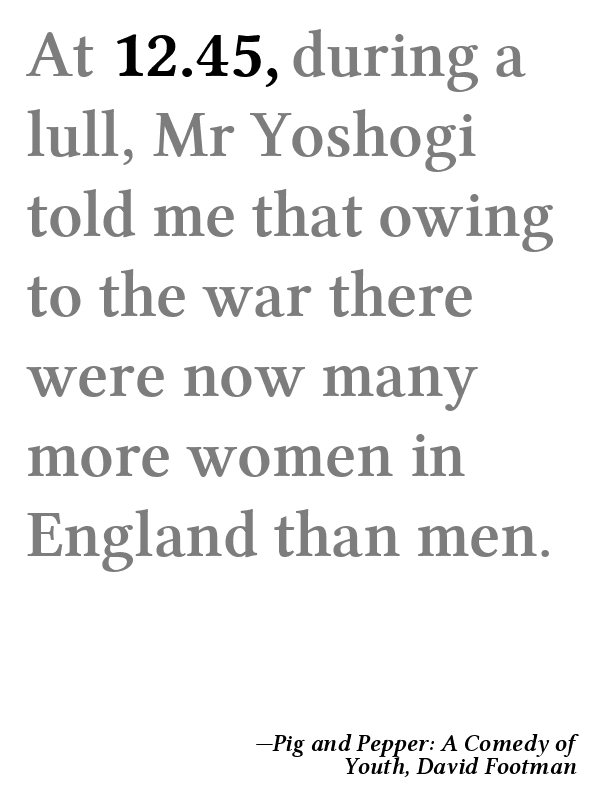 At 12.45, during a
lull, Mr Yoshogi
told me that owing
to the war there
were now many
more women in
England than men.
—Pig and Pepper: A Comedy of
Youth, David Footman